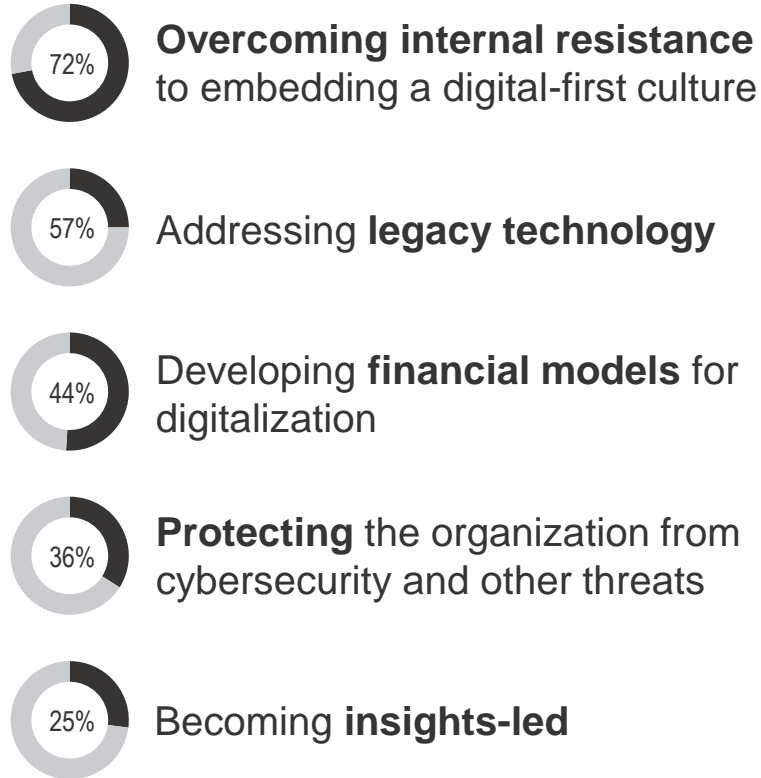 72%
Overcoming internal resistance
to embedding a digital-first culture
57%
Addressing legacy technology
44%
Developing financial models for
digitalization
36%
Protecting the organization from
cybersecurity and other threats
25%
Becoming insights-led